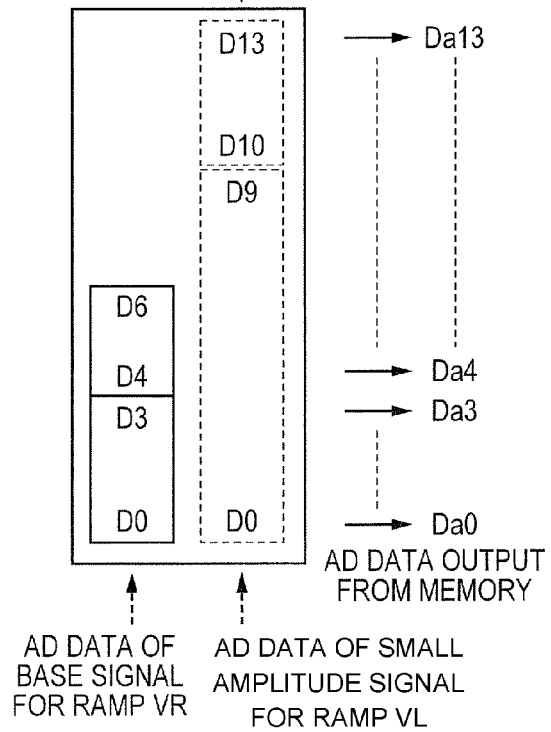 D13 Da13
D10
D9
D6
D4 Da4
D3 Da3
D0 D0 Da0
AD DATA OUTPUT
FROM MEMORY
AD DATA OF
BASE SIGNAL
FOR RAMP VR
AD DATA OF SMALL
AMPLITUDE SIGNAL
FOR RAMP VL